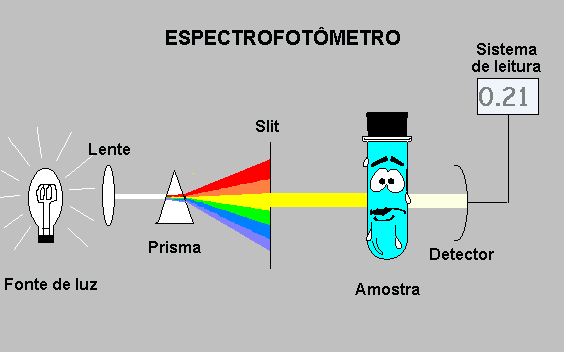 ESPECTROFOTÔMETRO
Sistema
de leitura
0.21
Slit
Lente
Prisma
Detector
Fonte de luz
Amostra